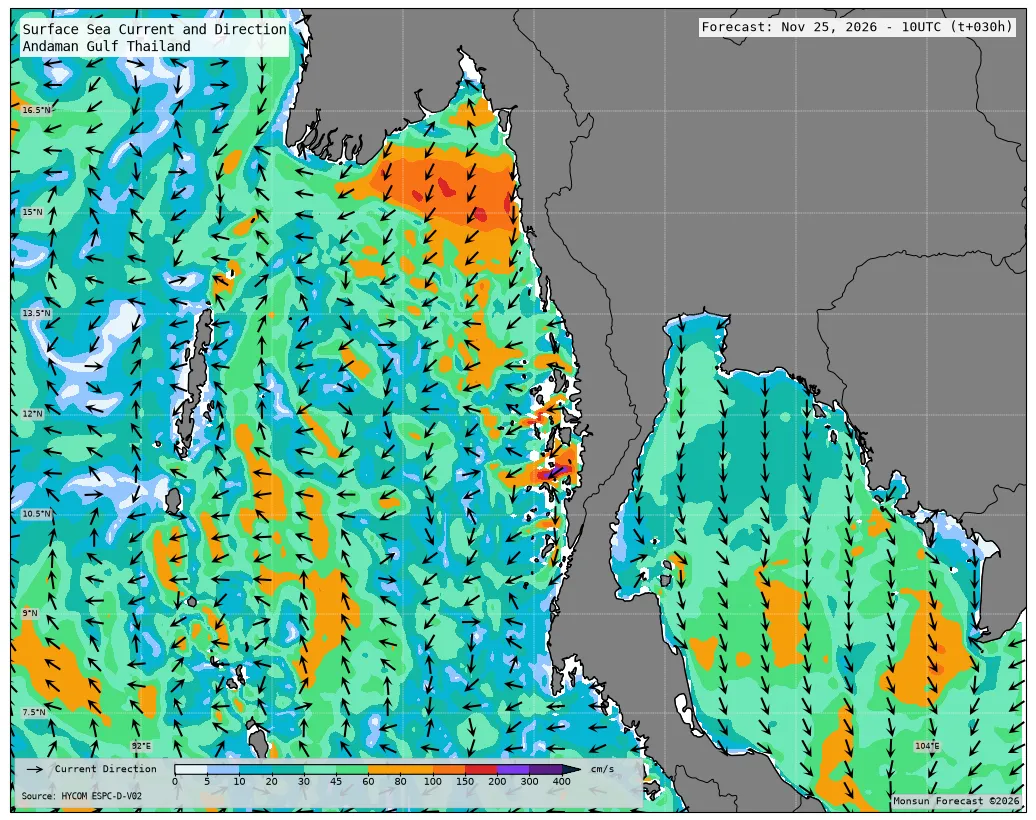 Surface Sea Current and Direction
Andaman Gulf Thailand
Forecast: Nov 25, 2026 - 10UTC (t+030h)
16.5°N
15°N
13.5°N
12°N
10.5°N
9°N
7.5°N
92°E
104°E
Current Direction
0 5 10 20 30 45 60 80 100 150 200 300 400 cm/s
Source: HYCOM ESPC-D-V02
Monsun Forecast ©2026